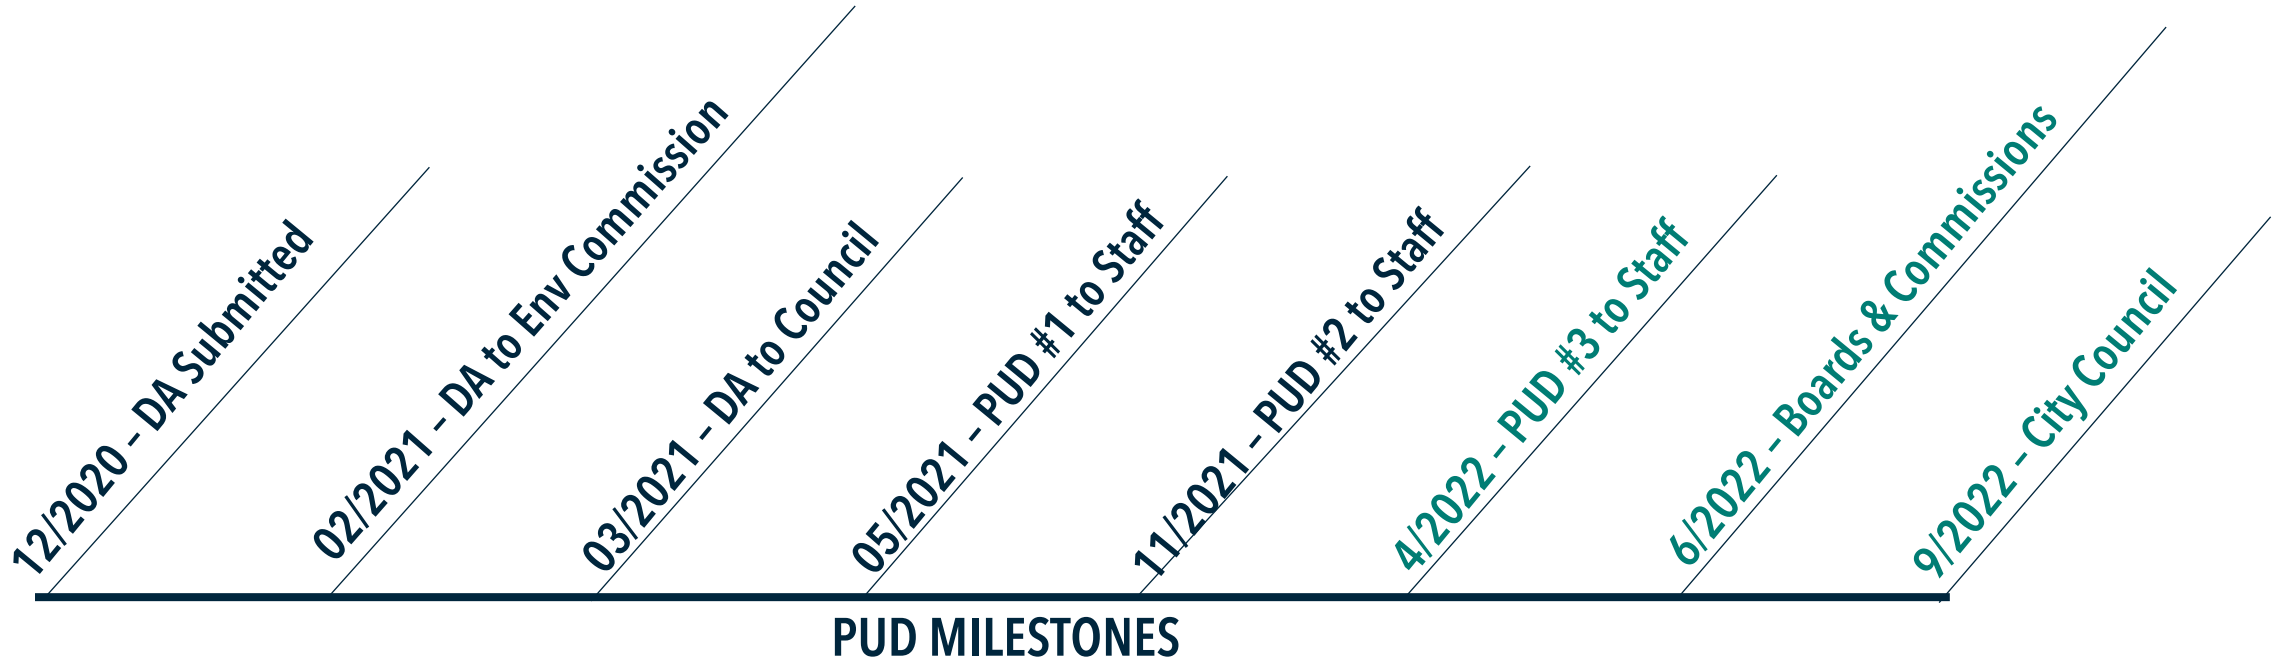 12/2020 – DA Submitted
02/2021 – DA to Env Commission
03/2021 – DA to Council
05/2021 – PUD #1 to Staff
11/2021 – PUD #2 to Staff
4/2022 – PUD #3 to Staff
6/2022 – Boards & Commissions
9/2022 – City Council
PUD MILESTONES